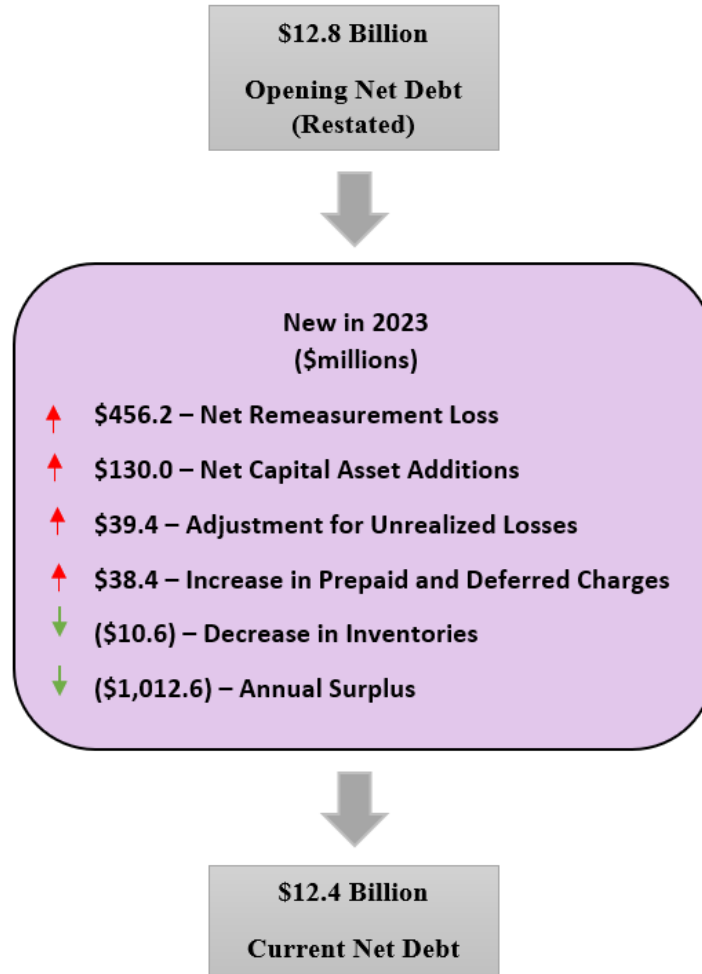 $12.8 Billion
Opening Net Debt
(Restated)
New in 2023
($millions)
$456.2 – Net Remeasurement Loss
$130.0 – Net Capital Asset Additions
$39.4 – Adjustment for Unrealized Losses
$38.4 – Increase in Prepaid and Deferred Charges
($10.6) – Decrease in Inventories
($1,012.6) – Annual Surplus
$12.4 Billion
Current Net Debt